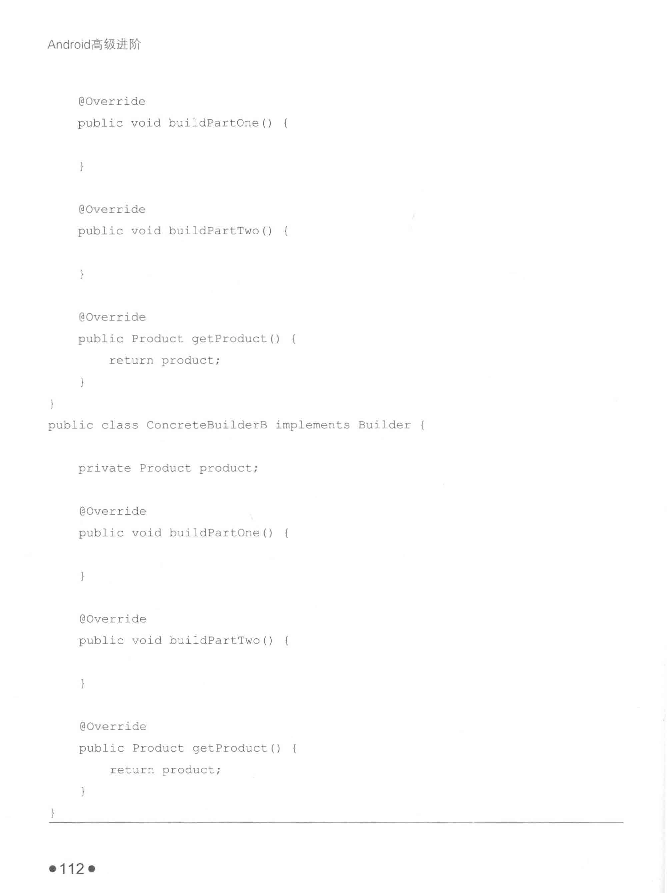 Android高级进阶
    @Override
    public void buildPartOne() {
    }
    @Override
    public void buildPartTwo() {
    }
    @Override
    public Product getProduct() {
        return product;
    }
}
public class ConcreteBuilderB implements Builder {
    private Product product;
    @Override
    public void buildPartOne() {
    }
    @Override
    public void buildPartTwo() {
    }
    @Override
    public Product getProduct() {
        return product;
    }
}
●112●